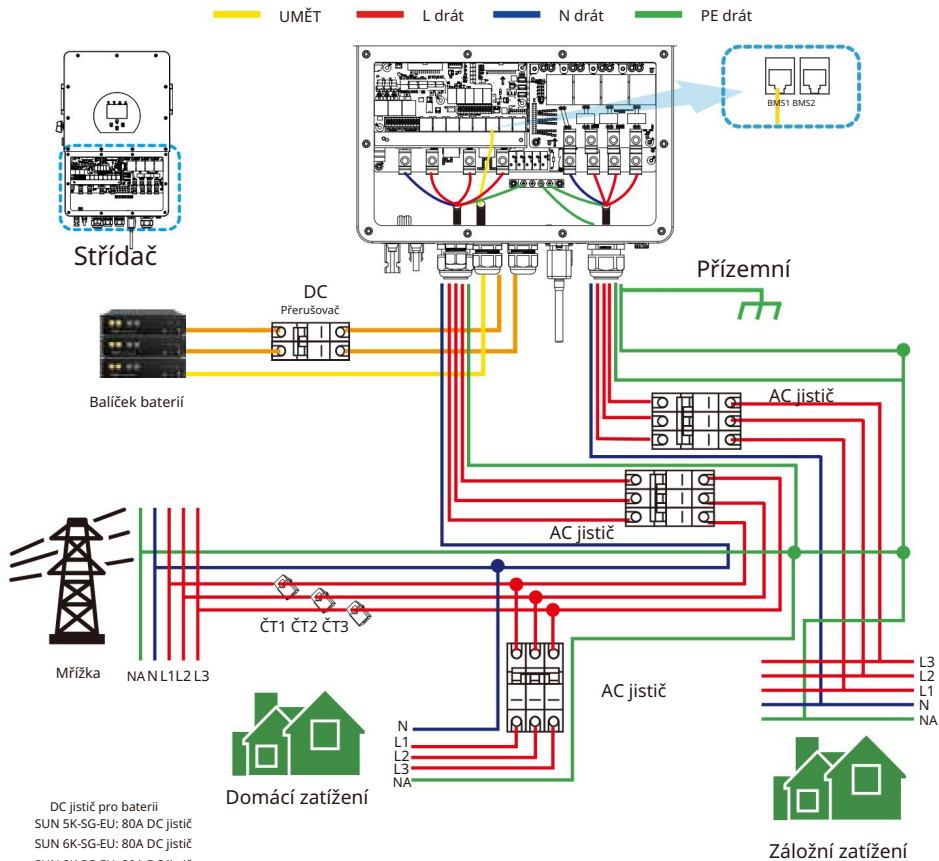 UMĚT L drát N drát PE drát
BMS1 BMS2
Střídač
Přízemní
DC
Přerušovač
Balíček baterií
AC jistič
AC jistič
ČT1 ČT2 ČT3
Mřížka
NA N L1 L2 L3
AC jistič
L3
L2
L1
N
NA
N
L1
L2
L3
NA
Domácí zatížení
Záložní zatížení
DC jistič pro baterii
SUN 5K-SG-EU: 80A DC jistič
SUN 6K-SG-EU: 80A DC jistič